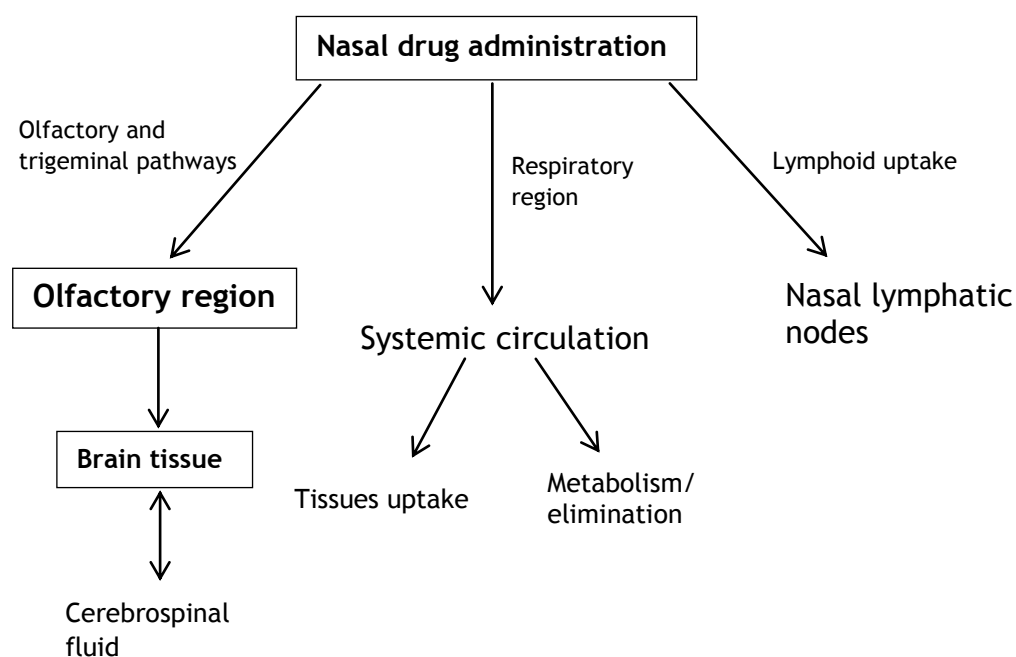 Nasal drug administration
Olfactory and
trigeminal pathways
Respiratory
region
Lymphoid uptake
Olfactory region
Nasal lymphatic
nodes
Systemic circulation
Brain tissue
Tissues uptake
Metabolism/
elimination
Cerebrospinal
fluid